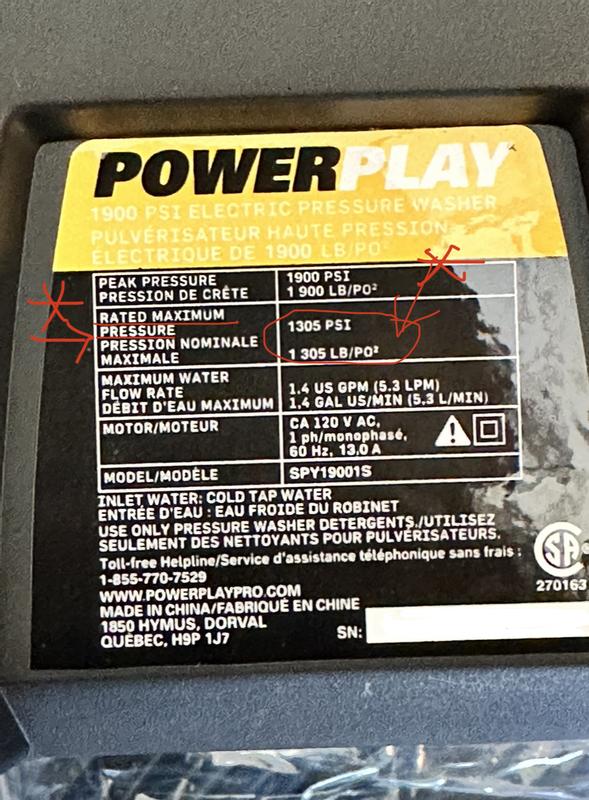 POWERPLAY
1900 PSI ELECTRIC PRESSURE WASHER
PULVÉRISATEUR HAUTE PRESSION
ÉLECTRIQUE DE 1900 LB/PO²
PEAK PRESSURE 1900 PSI
PRESSION DE CRÊTE 1 900 LB/PO²
RATED MAXIMUM
PRESSURE 1305 PSI
PRESSION NOMINALE
MAXIMALE 1 305 LB/PO²
MAXIMUM WATER
FLOW RATE 1.4 US GPM (5.3 LPM)
DÉBIT D'EAU MAXIMUM 1,4 GAL US/MIN (5.3 L/MIN)
MOTOR/MOTEUR CA 120 V AC,
1 ph/monophasé,
60 Hz, 13.0 A
MODEL/MODÈLE SPY19001S
INLET WATER: COLD TAP WATER
ENTRÉE D'EAU : EAU FROIDE DU ROBINET
USE ONLY PRESSURE WASHER DETERGENTS./UTILISEZ
SEULEMENT DES NETTOYANTS POUR PULVÉRISATEURS.
Toll-free Helpline/Service d'assistance téléphonique sans frais :
1-855-770-7529
WWW.POWERPLAYPRO.COM
MADE IN CHINA/FABRIQUÉ EN CHINE
1850 HYMUS, DORVAL
QUÉBEC, H9P 1J7
SN:
SA
270163